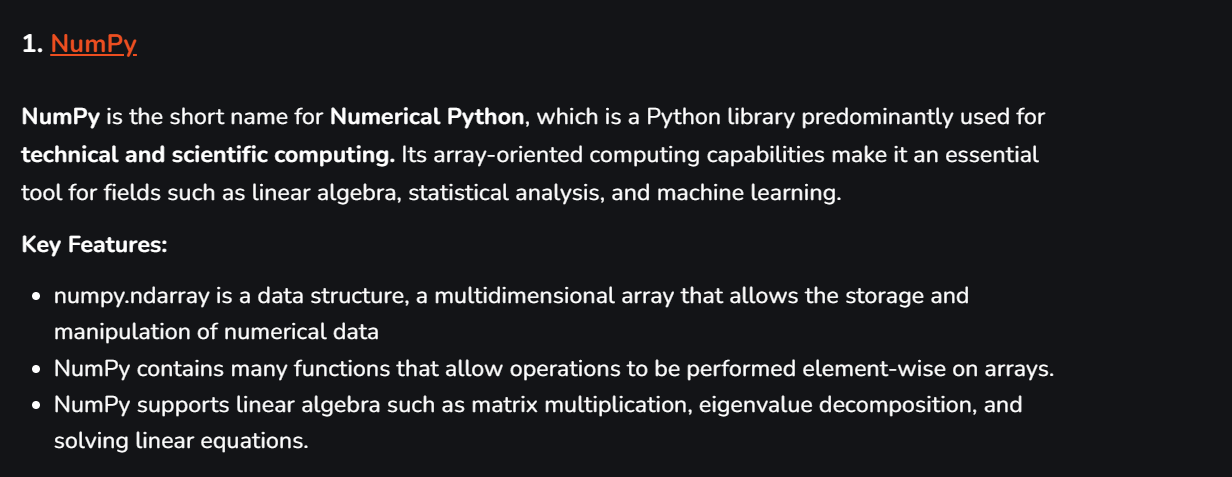 1. NumPy
NumPy is the short name for Numerical Python, which is a Python library predominantly used for
technical and scientific computing. Its array-oriented computing capabilities make it an essential
tool for fields such as linear algebra, statistical analysis, and machine learning.
Key Features:
• numpy.ndarray is a data structure, a multidimensional array that allows the storage and
manipulation of numerical data
• NumPy contains many functions that allow operations to be performed element-wise on arrays.
• NumPy supports linear algebra such as matrix multiplication, eigenvalue decomposition, and
solving linear equations.